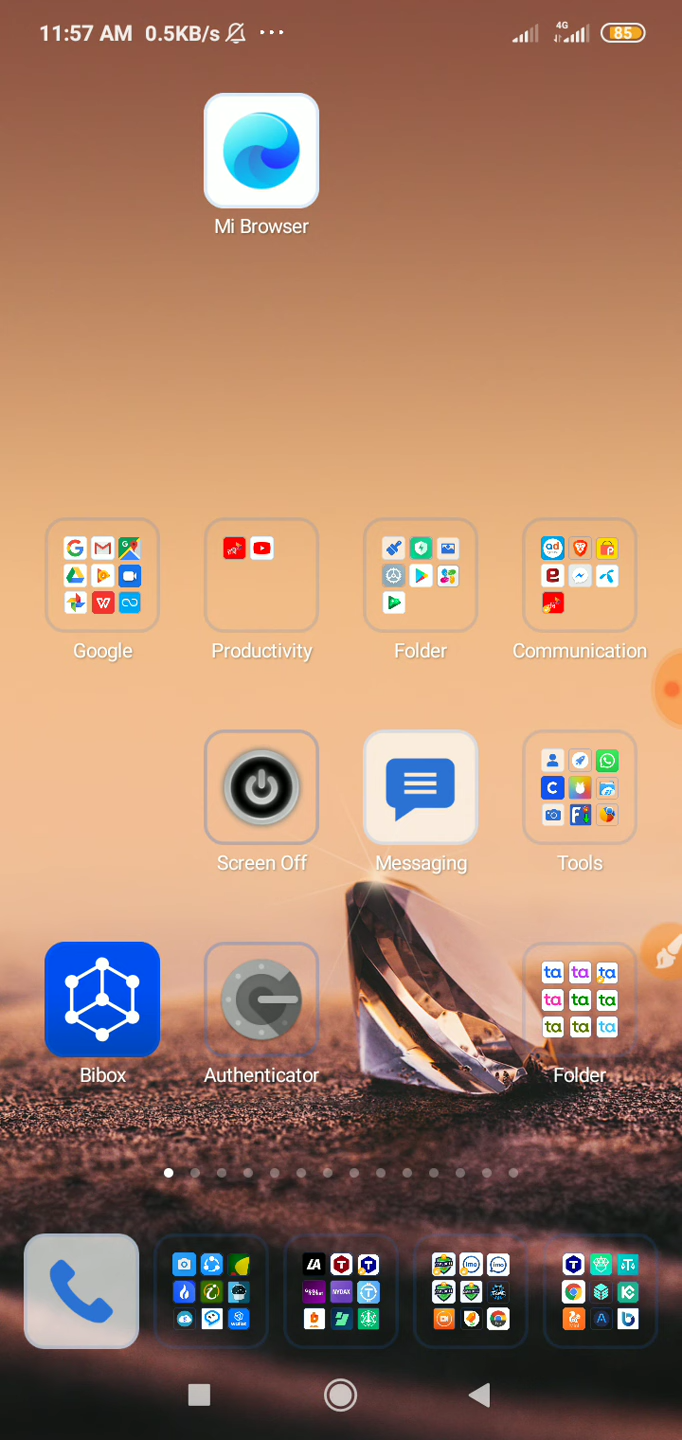 11:57 AM 0.5KB/s ... 4G 85
Mi Browser
Google Productivity Folder Communication
Screen Off Messaging Tools
Bibox Authenticator Folder